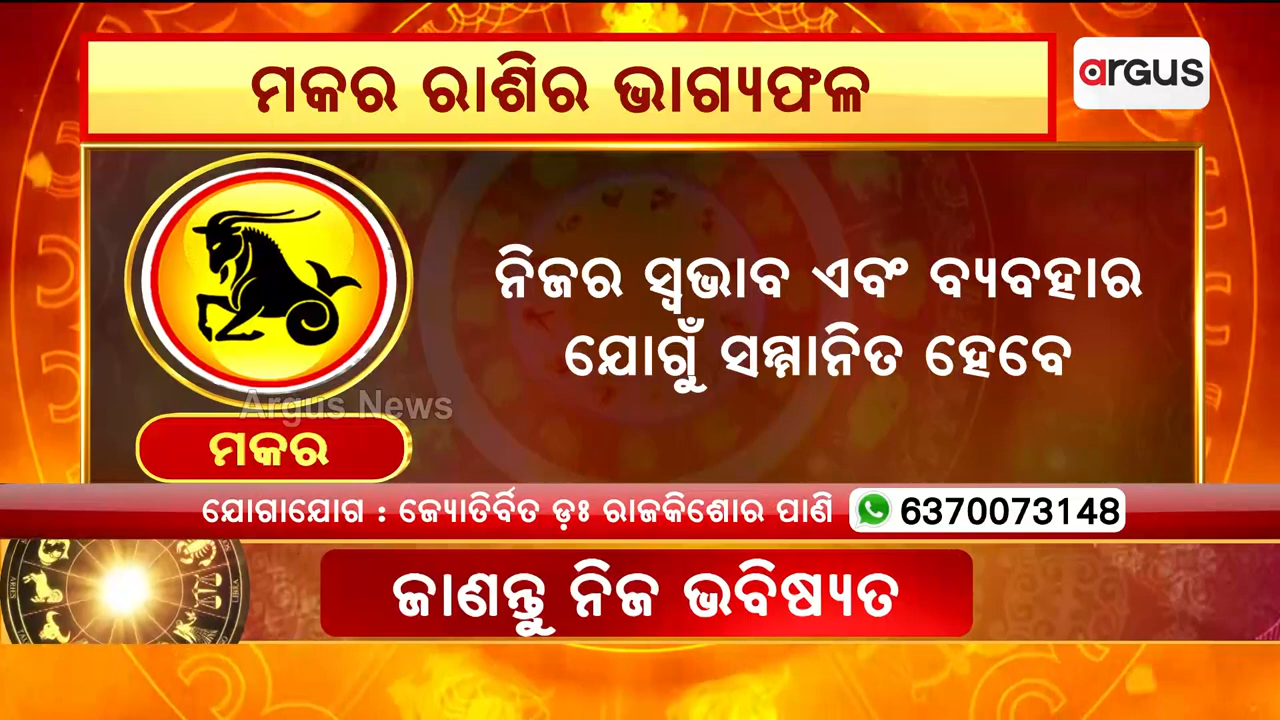 ମକର ରାଶିର ଭାଗ୍ୟଫଳ
argus
ନିଜର ସ୍ୱଭାବ ଏବଂ ବ୍ୟବହାର
ଯୋଗୁଁ ସମ୍ମାନିତ ହେବେ
Argus News
ମକର
ଯୋଗାଯୋଗ : ଜ୍ୟୋତିର୍ବିତ ଡ଼ଃ ରାଜକିଶୋର ପାଣି 6370073148
ଜାଣନ୍ତୁ ନିଜ ଭବିଷ୍ୟତ